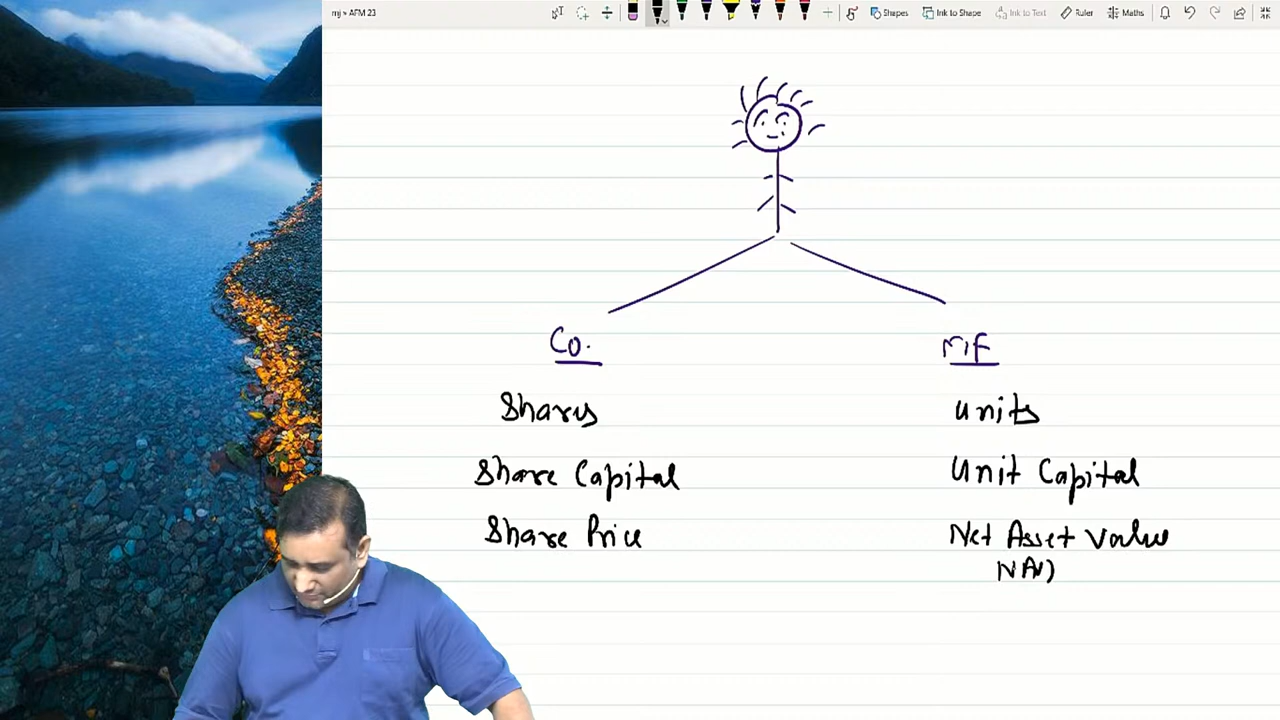 mj » AFM 23
Shapes Ink to Shape Ink to Text Ruler Maths
Co.
MF
Shares
Units
Share Capital
Unit Capital
Share Price
Net Asset Value
NAV